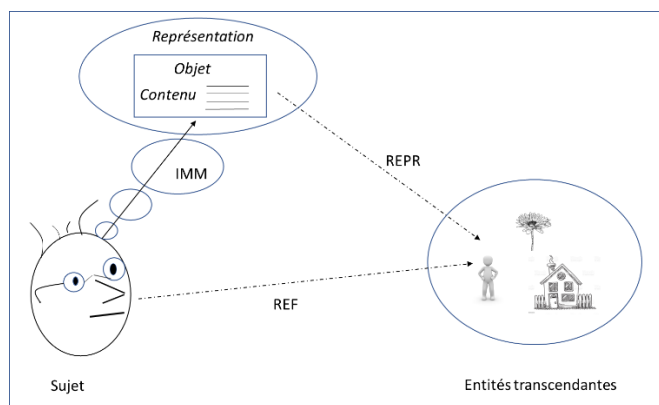 Représentation
Objet
Contenu
IMM
REPR
REF
Sujet
Entités transcendantes